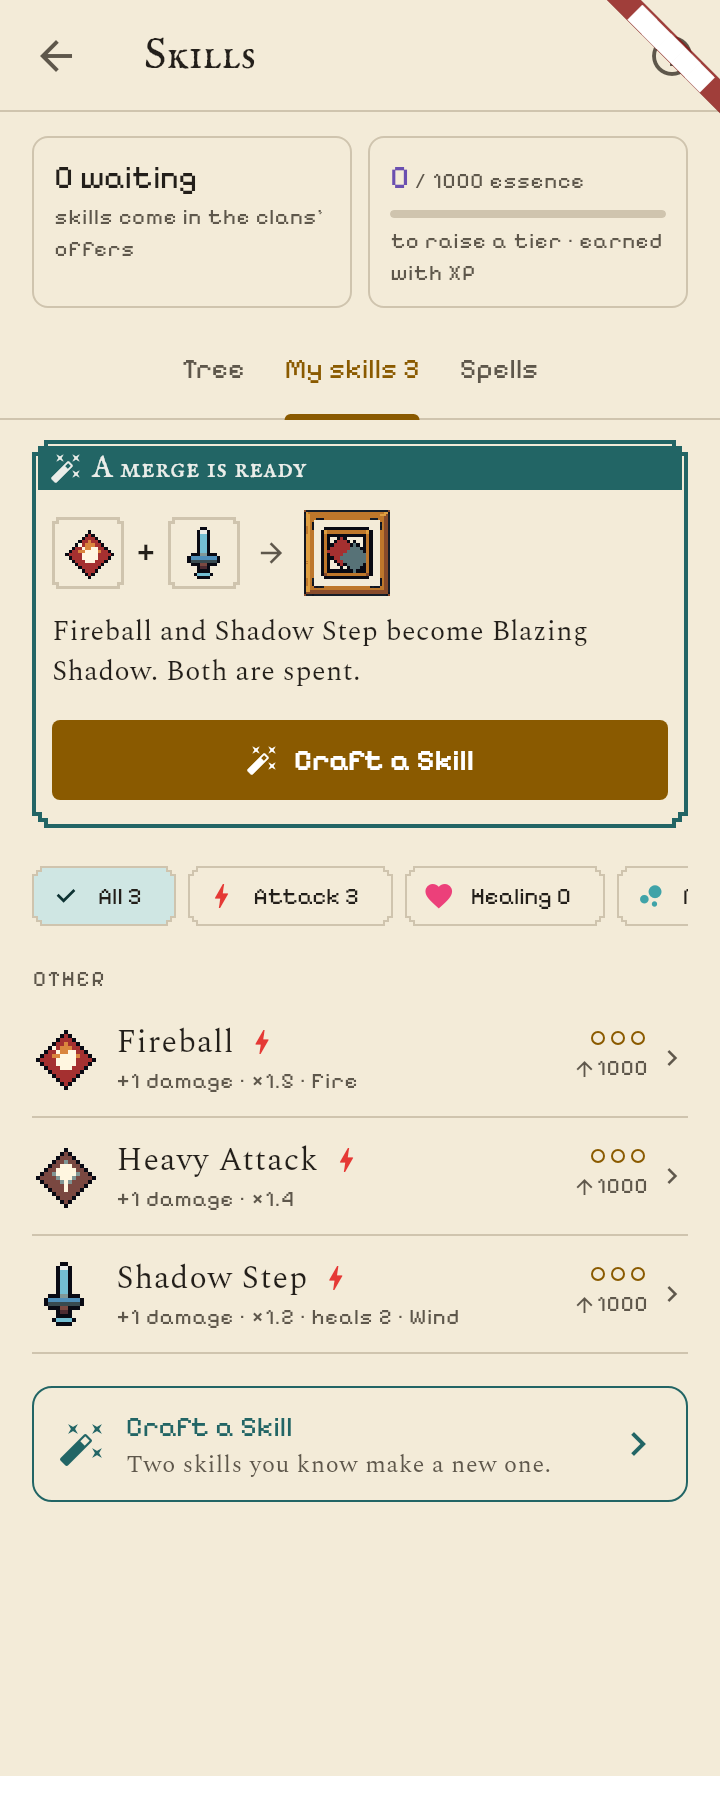 Skills
0 waiting
skills come in the clans'
offers
0 / 1000 essence
to raise a tier · earned
with XP
Tree
My skills 3
Spells
A merge is ready
+
→
Fireball and Shadow Step become Blazing
Shadow. Both are spent.
Craft a Skill
All 3
Attack 3
Healing 0
OTHER
Fireball
+1 damage · ×1.8 · Fire
↑1000
Heavy Attack
+1 damage · ×1.4
↑1000
Shadow Step
+1 damage · ×1.2 · heals 2 · Wind
↑1000
Craft a Skill
Two skills you know make a new one.